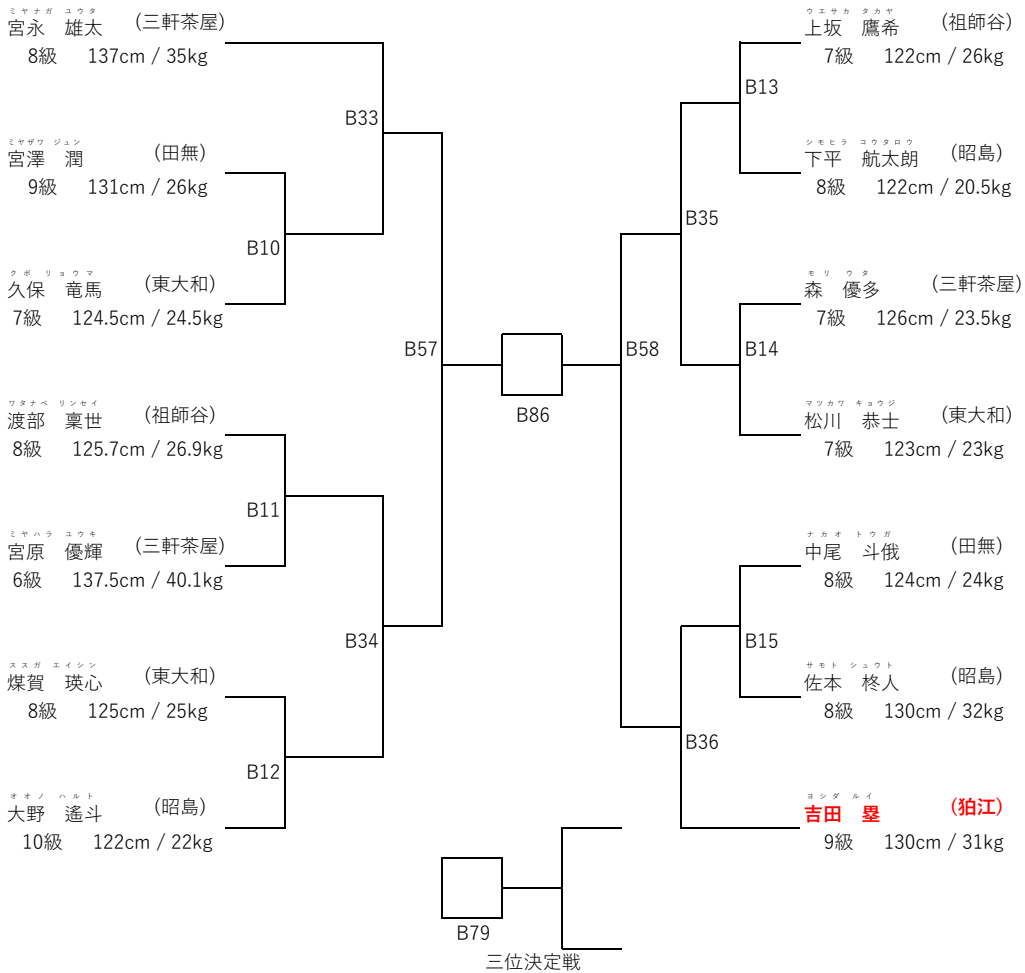 ミヤナガ ユウタ
宮永 雄太 (三軒茶屋)
8級 137cm / 35kg
B33
ミヤザワ ジュン
宮澤 潤 (田無)
9級 131cm / 26kg
B10
クボ リョウマ
久保 竜馬 (東大和)
7級 124.5cm / 24.5kg
B57
ワタナベ リンセイ
渡部 稟世 (祖師谷)
8級 125.7cm / 26.9kg
B11
ミヤハラ ユウキ
宮原 優輝 (三軒茶屋)
6級 137.5cm / 40.1kg
B34
ススガ エイシン
煤賀 瑛心 (東大和)
8級 125cm / 25kg
B12
オオノ ハルト
大野 遙斗 (昭島)
10級 122cm / 22kg
B86
ウエサカ タカヤ
上坂 鷹希 (祖師谷)
7級 122cm / 26kg
B13
シモヒラ コウタロウ
下平 航太朗 (昭島)
8級 122cm / 20.5kg
B35
モリ ウタ
森 優多 (三軒茶屋)
7級 126cm / 23.5kg
B58
B14
マツカワ キョウジ
松川 恭士 (東大和)
7級 123cm / 23kg
ナカオ トウガ
中尾 斗俄 (田無)
8級 124cm / 24kg
B15
サモト シュウト
佐本 柊人 (昭島)
8級 130cm / 32kg
B36
ヨシダ ルイ
吉田 塁 (狛江)
9級 130cm / 31kg
B79
三位決定戦